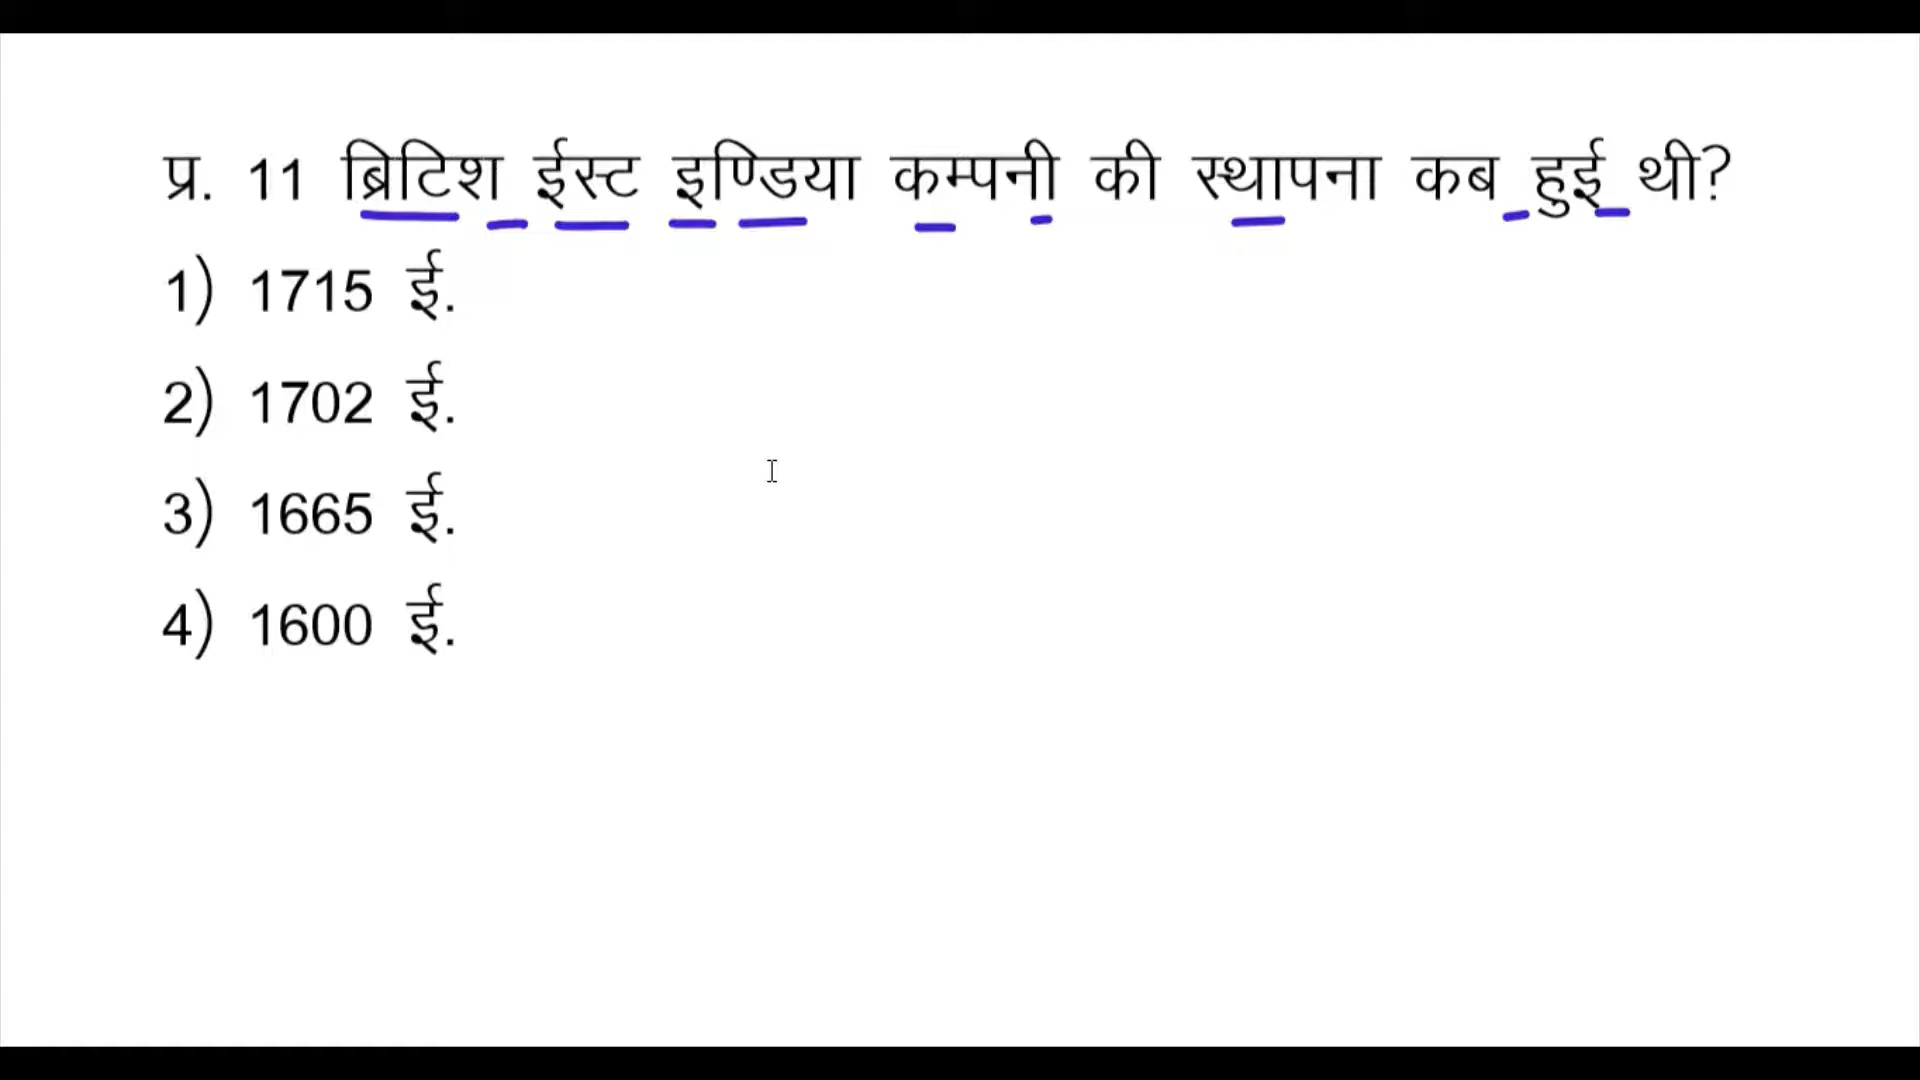 प्र. 11 ब्रिटिश ईस्ट इण्डिया कम्पनी की स्थापना कब हुई थी?
1) 1715 ई.
2) 1702 ई.
3) 1665 ई.
4) 1600 ई.